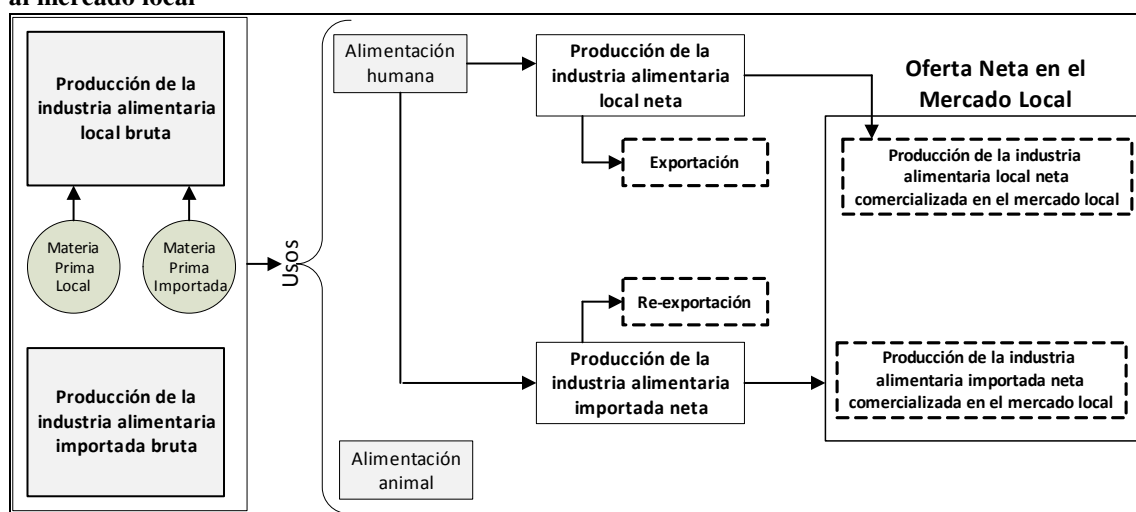 al mercado local
Producción de la
industria alimentaria
local bruta
Materia
Prima
Local
Materia
Prima
Importada
Producción de la
industria alimentaria
importada bruta
Usos
Alimentación
humana
Alimentación
animal
Producción de la
industria alimentaria
local neta
Exportación
Re-exportación
Producción de la
industria alimentaria
importada neta
Oferta Neta en el
Mercado Local
Producción de la industria
alimentaria local neta
comercializada en el mercado local
Producción de la industria
alimentaria importada neta
comercializada en el mercado local